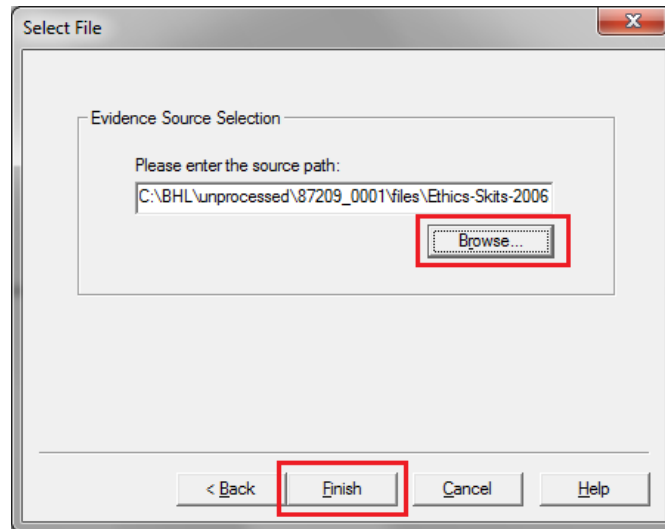 Select File
Evidence Source Selection
Please enter the source path:
C:\BHL\unprocessed\87209_0001\files\Ethics-Skits-2006
Browse...
< Back Finish Cancel Help